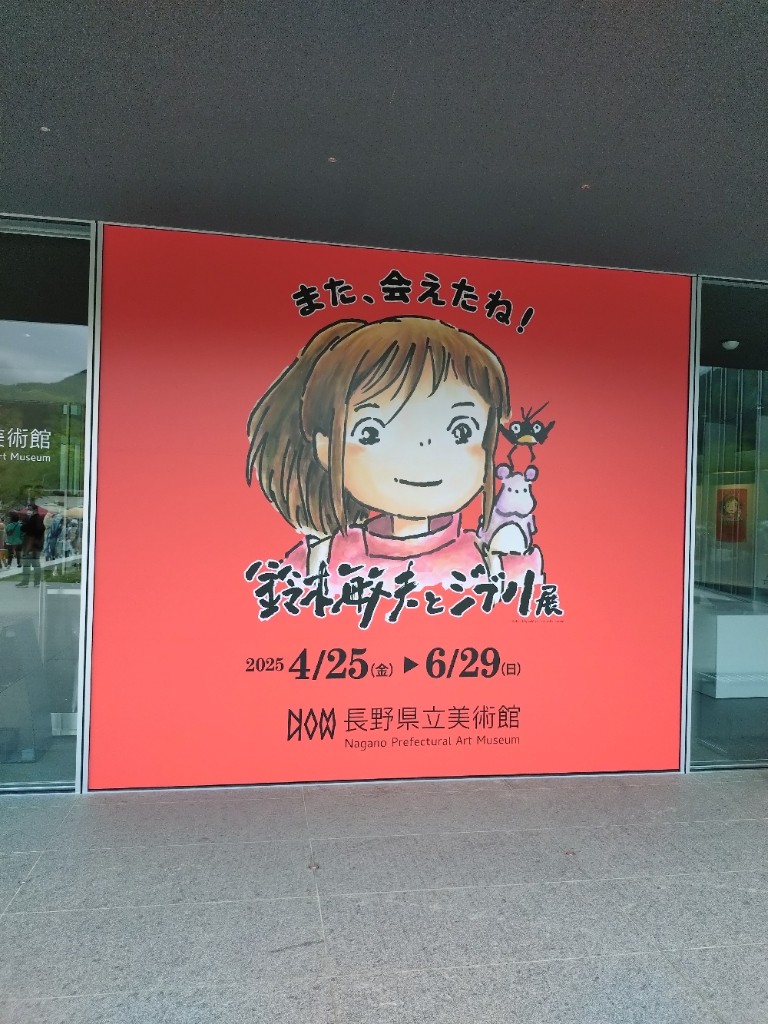 また、会えたね!
鈴木敏夫とジブリ展
2025 4/25(金)▶6/29(日)
NAM 長野県立美術館
Nagano Prefectural Art Museum
美術館
rt Museum